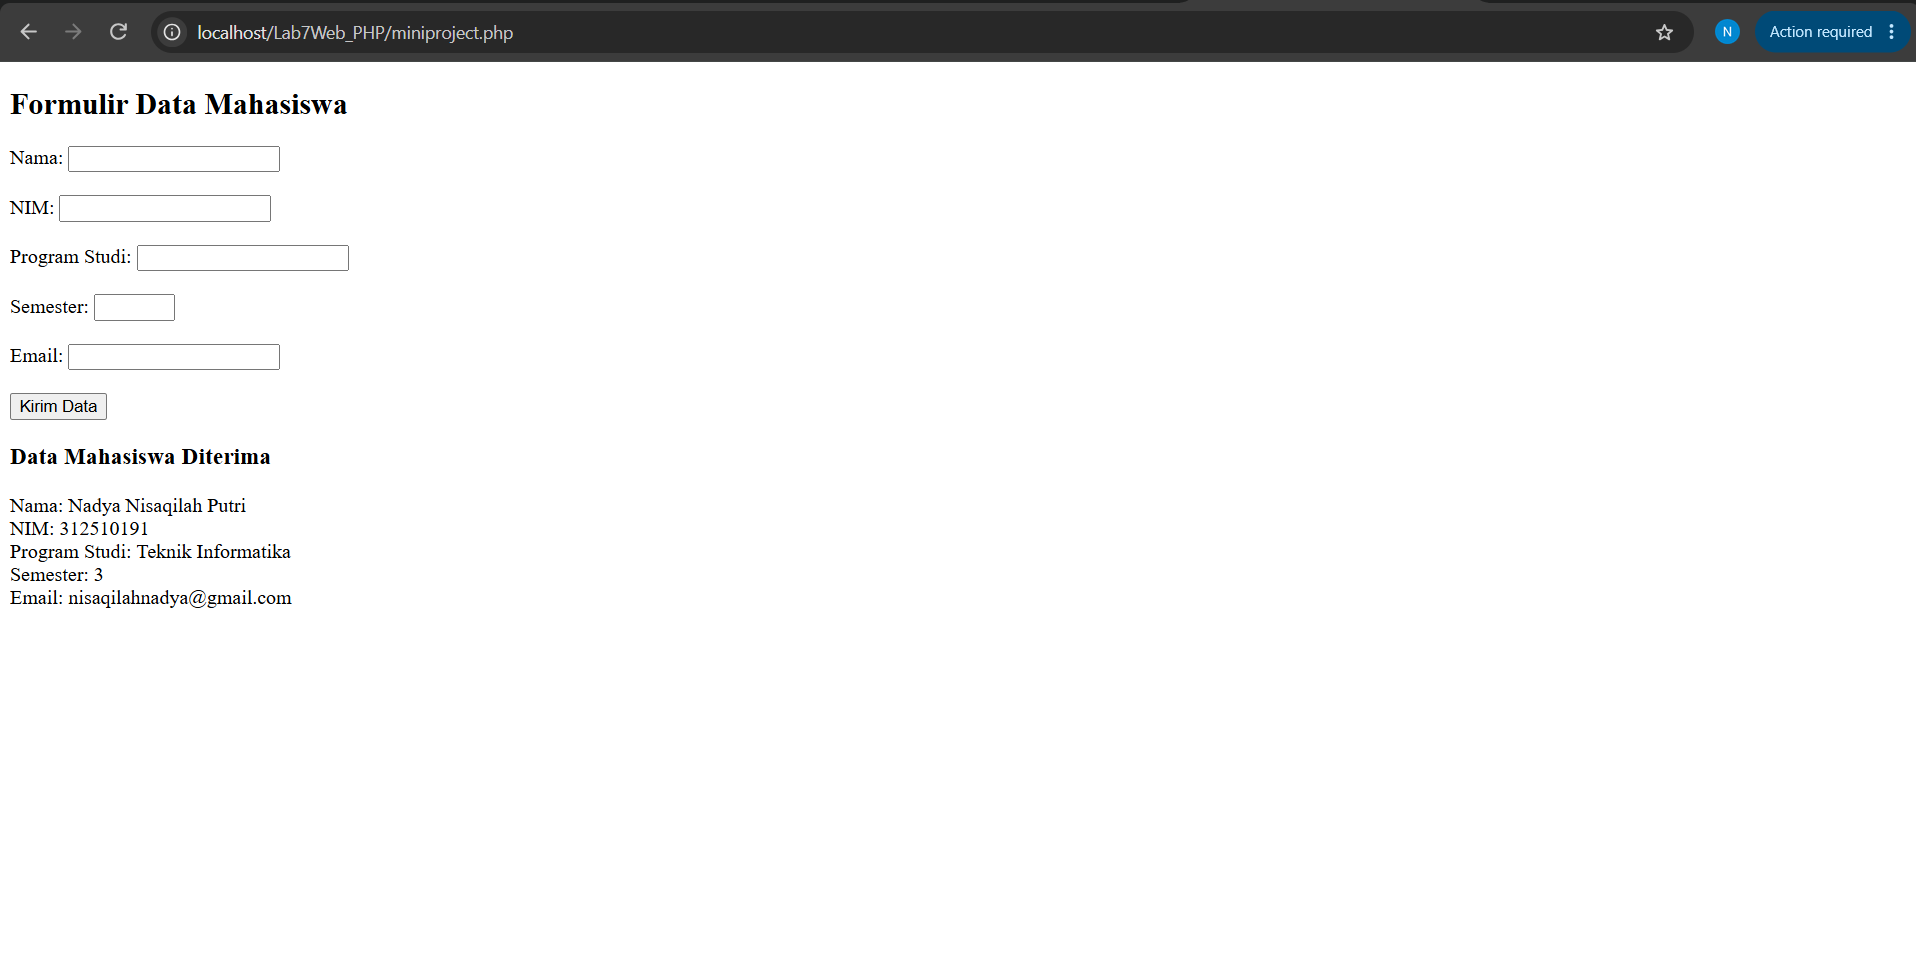 localhost/Lab7Web_PHP/miniproject.php
N
Action required
Formulir Data Mahasiswa
Nama:
NIM:
Program Studi:
Semester:
Email:
Kirim Data
Data Mahasiswa Diterima
Nama: Nadya Nisaqilah Putri
NIM: 312510191
Program Studi: Teknik Informatika
Semester: 3
Email: nisaqilahnadya@gmail.com